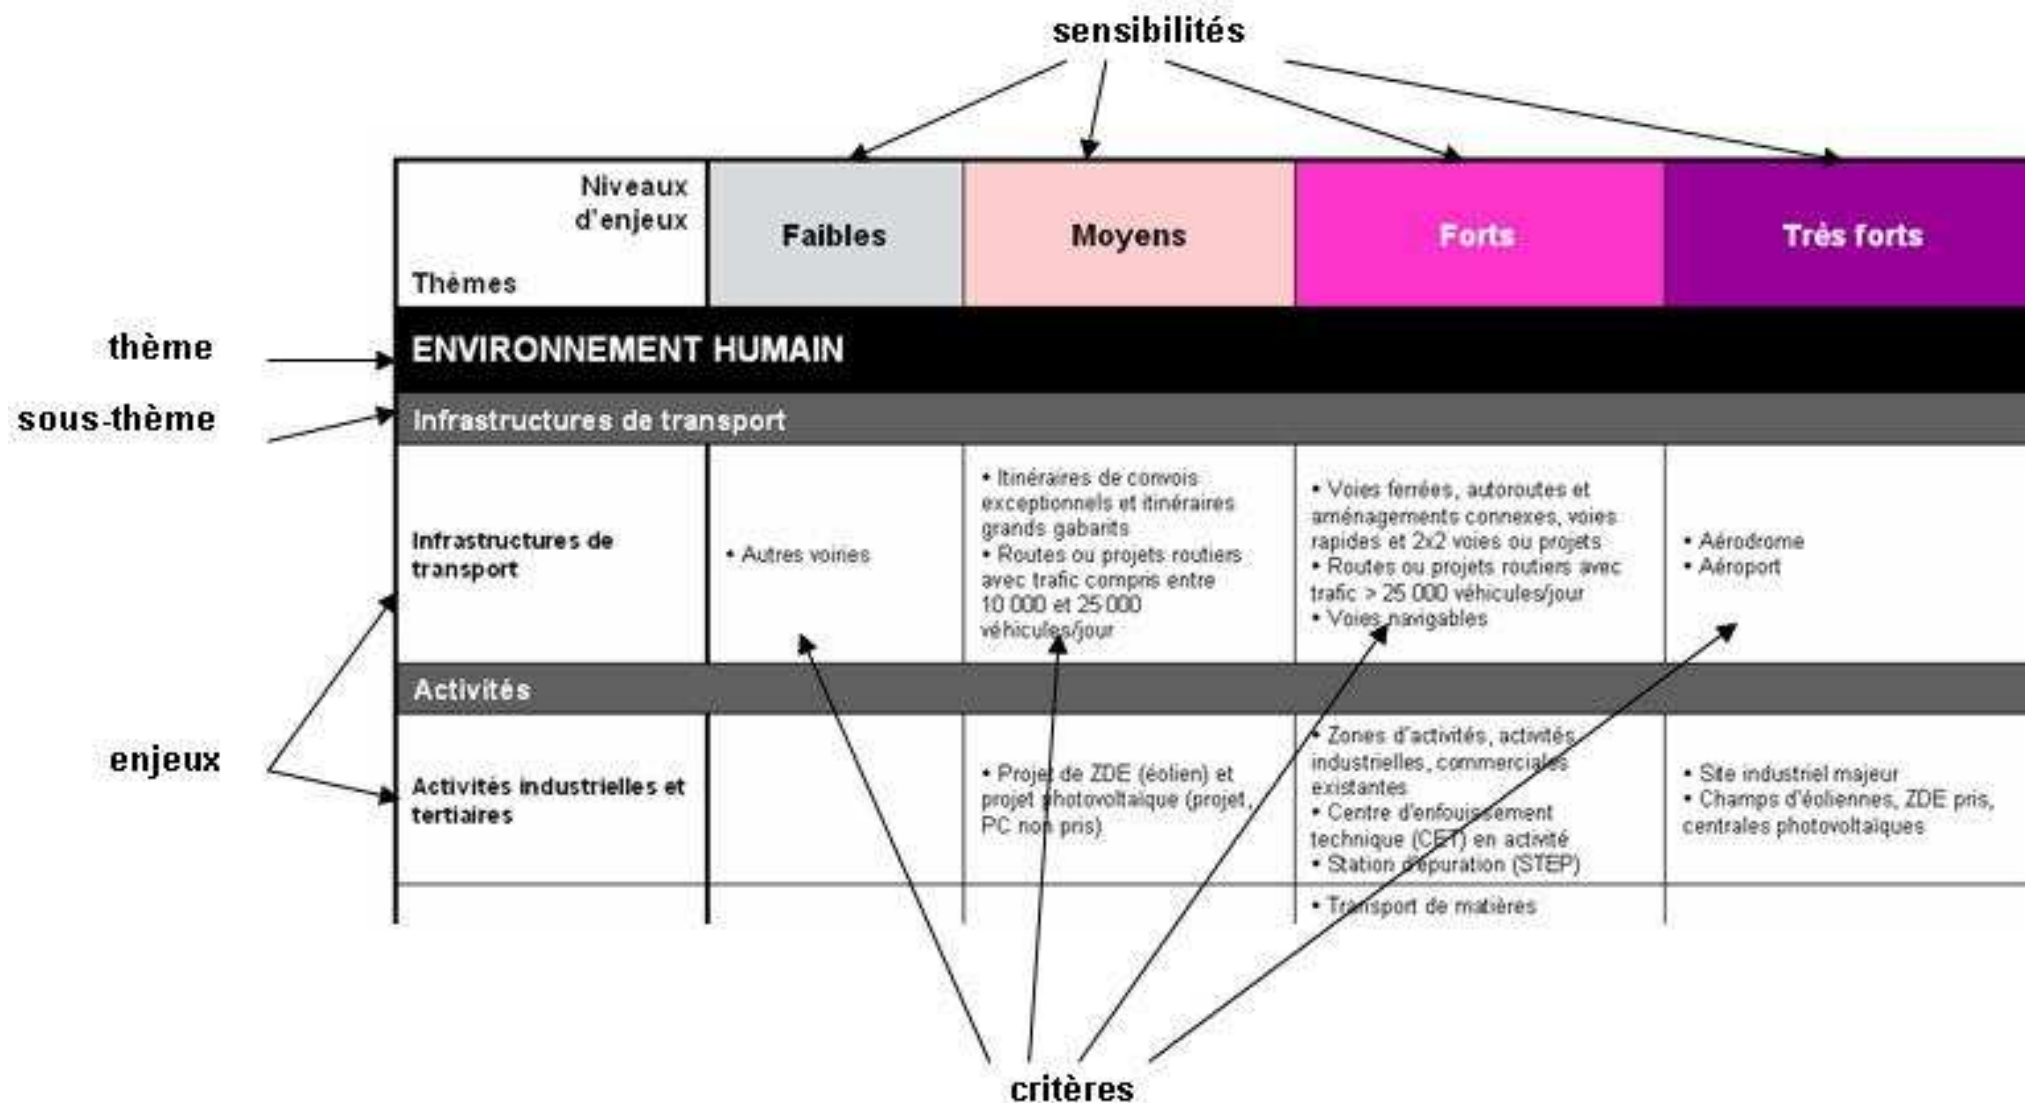 sensibilités
Niveaux
d'enjeux
Thèmes
Faibles
Moyens
Forts
Très forts
thème
ENVIRONNEMENT HUMAIN
sous-thème
Infrastructures de transport
Infrastructures de
transport
• Autres voiries
• Itinéraires de convois
exceptionnels et itinéraires
grands gabarits
• Routes ou projets routiers
avec trafic compris entre
10 000 et 25 000
véhicules/jour
• Voies ferrées, autoroutes et
aménagements connexes, voies
rapides et 2x2 voies ou projets
• Routes ou projets routiers avec
trafic > 25 000 véhicules/jour
• Voies navigables
• Aérodrome
• Aéroport
Activités
enjeux
Activités industrielles et
tertiaires
• Projet de ZDE (éolien) et
projet photovoltaïque (projet,
PC non pris)
• Zones d'activités, activités
industrielles, commerciales
existantes
• Centre d'enfouissement
technique (CET) en activité
• Station d'épuration (STEP)
• Site industriel majeur
• Champs d'éoliennes, ZDE pris,
centrales photovoltaïques
• Transport de matières
critères